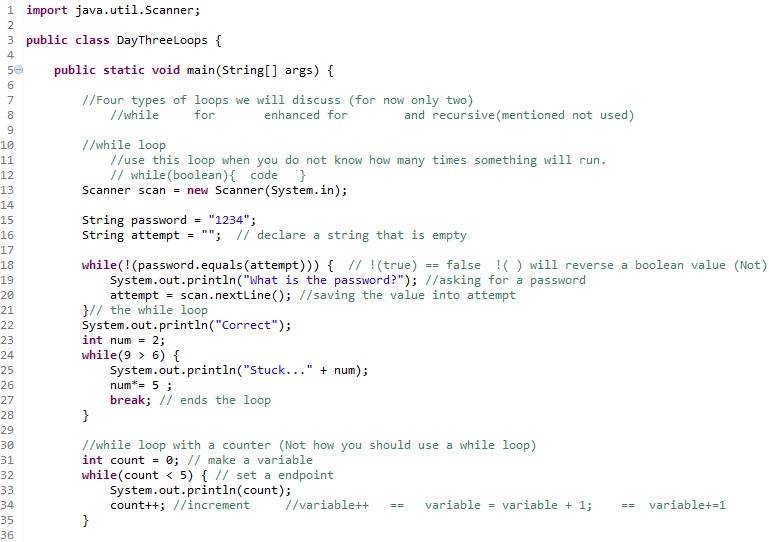 1 import java.util.Scanner;
2
3 public class DayThreeLoops {
4
5 public static void main(String[] args) {
6
7 //Four types of loops we will discuss (for now only two)
8 //while for enhanced for and recursive(mentioned not used)
9
10 //while loop
11 //use this loop when you do not know how many times something will run.
12 // while(boolean){ code }
13 Scanner scan = new Scanner(System.in);
14
15 String password = "1234";
16 String attempt = ""; // declare a string that is empty
17
18 while(!(password.equals(attempt))) { // !(true) == false !( ) will reverse a boolean value (Not)
19 System.out.println("What is the password?"); //asking for a password
20 attempt = scan.nextLine(); //saving the value into attempt
21 }// the while loop
22 System.out.println("Correct");
23 int num = 2;
24 while(9 > 6) {
25 System.out.println("Stuck..." + num);
26 num*= 5 ;
27 break; // ends the loop
28 }
29
30 //while loop with a counter (Not how you should use a while loop)
31 int count = 0; // make a variable
32 while(count < 5) { // set a endpoint
33 System.out.println(count);
34 count++; //increment //variable++ == variable = variable + 1; == variable+=1
35 }
36